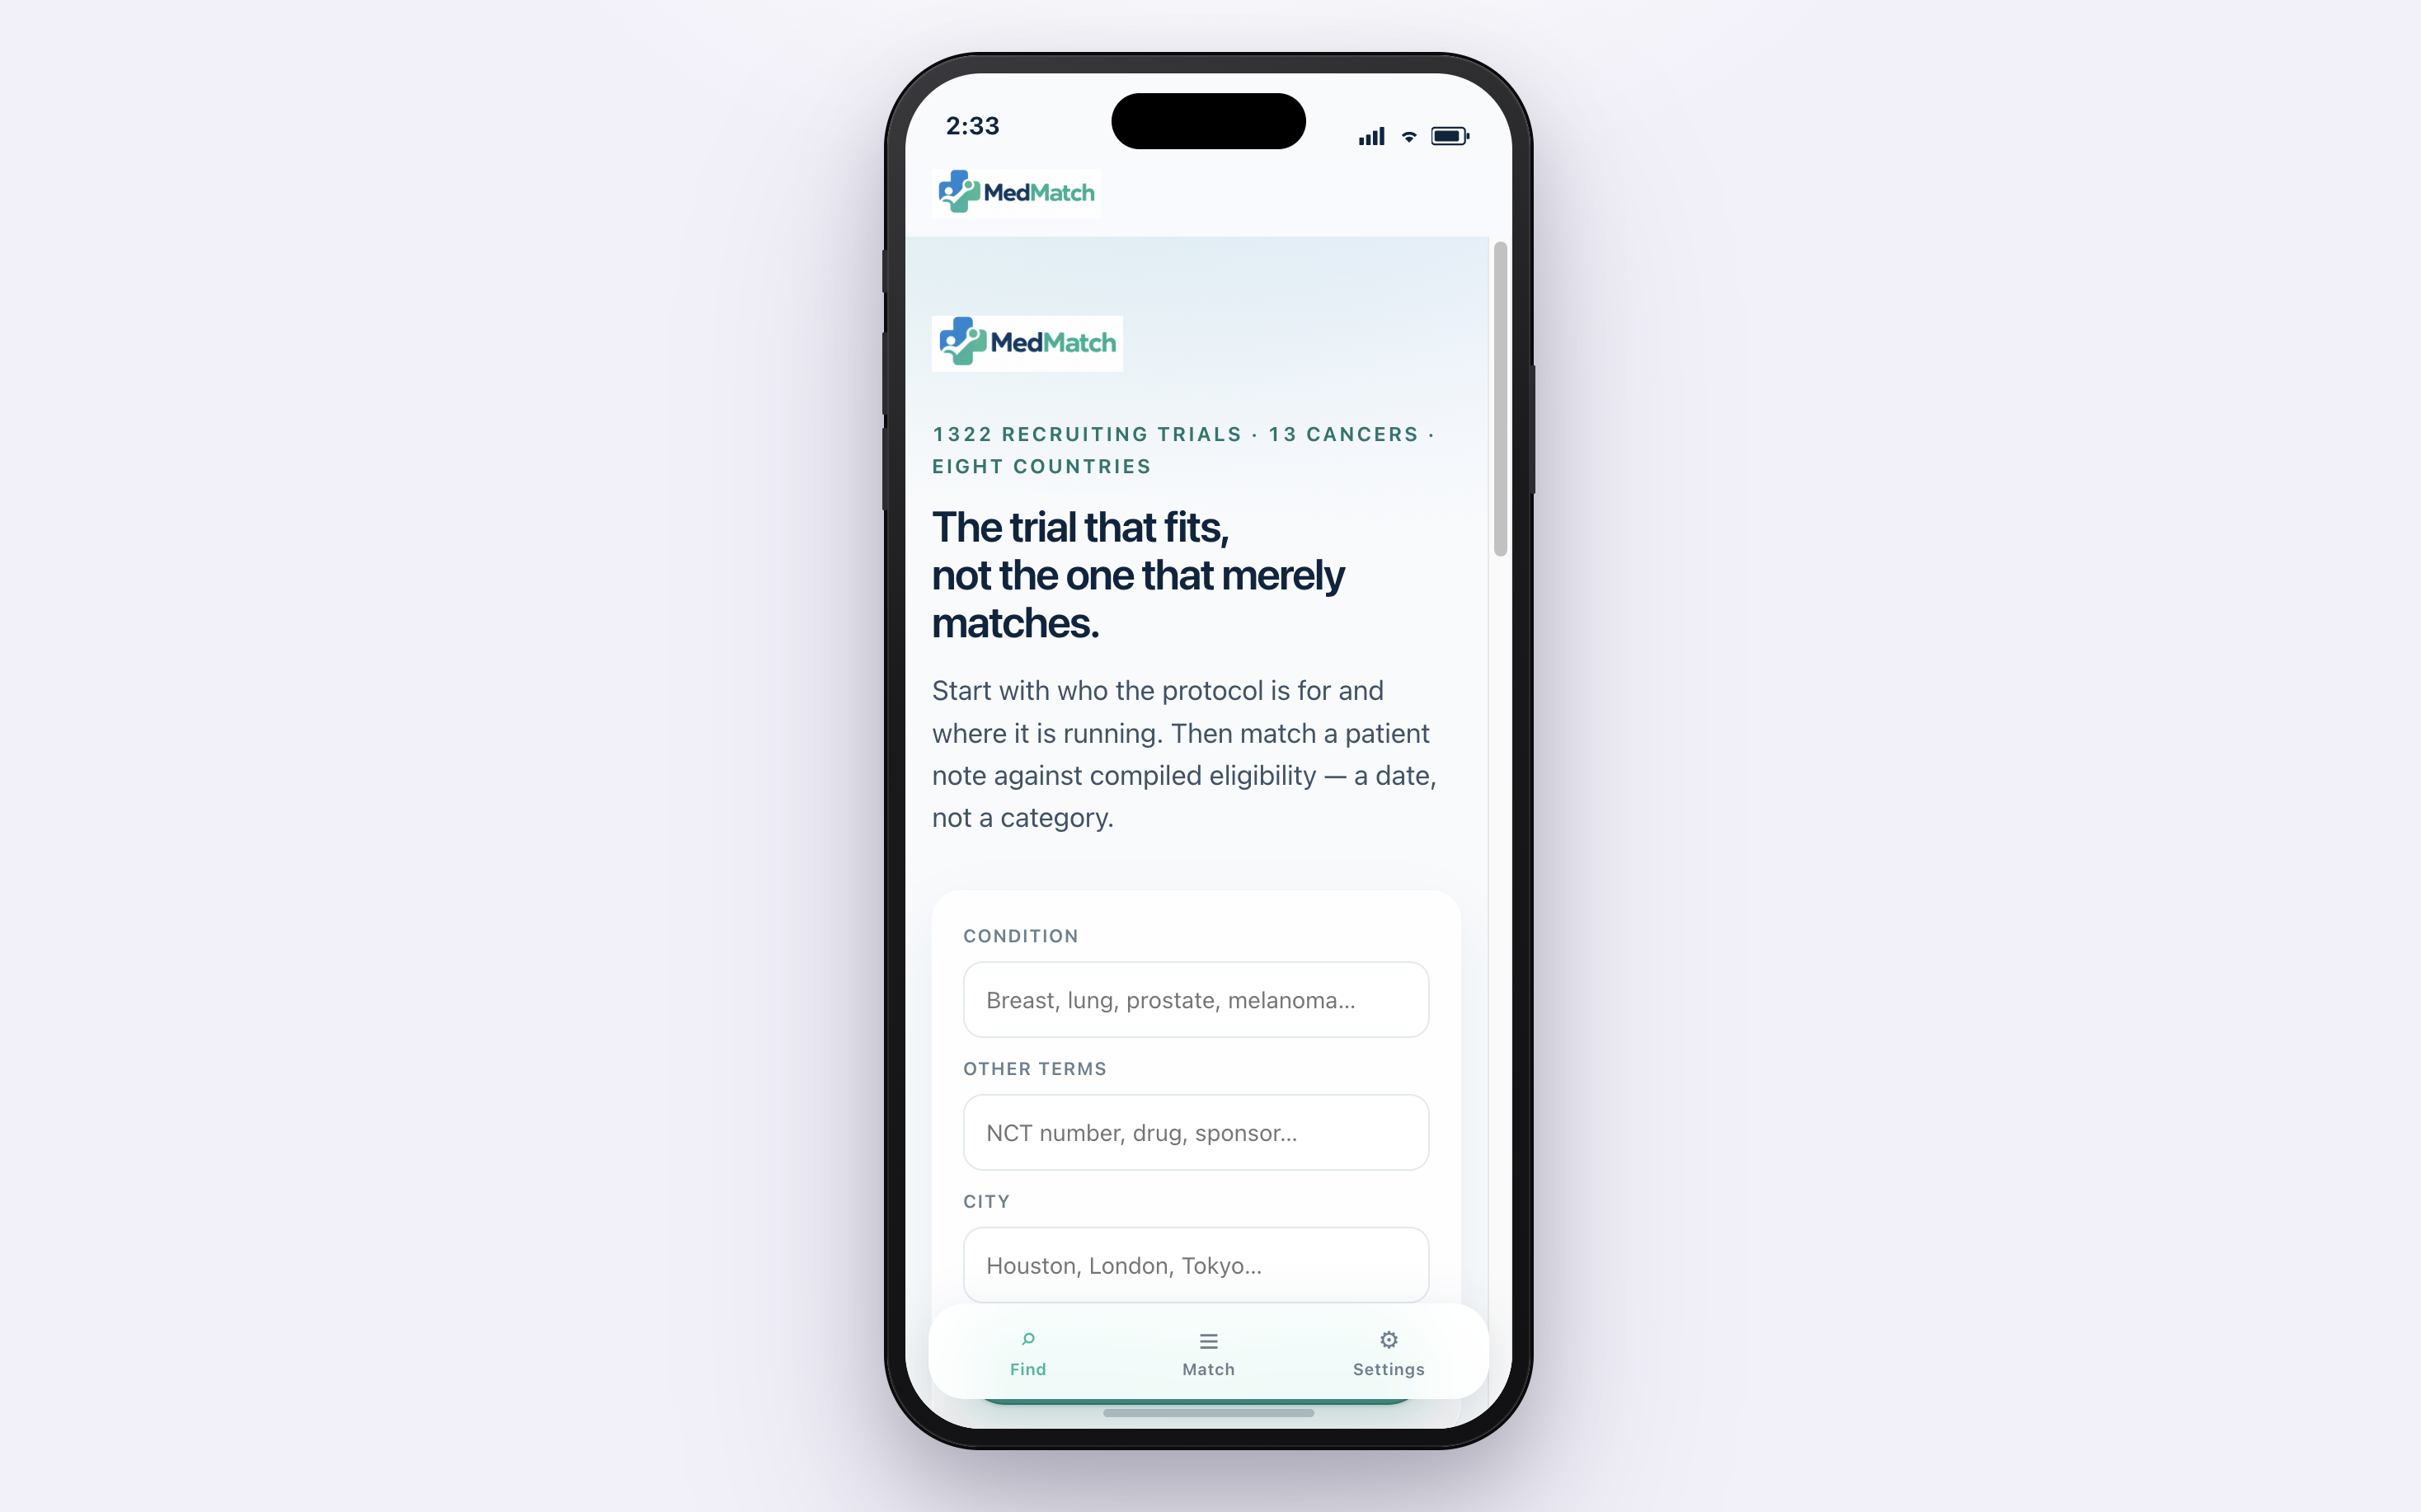 2:33
MedMatch
MedMatch
1322 RECRUITING TRIALS · 13 CANCERS ·
EIGHT COUNTRIES
The trial that fits,
not the one that merely
matches.
Start with who the protocol is for and
where it is running. Then match a patient
note against compiled eligibility — a date,
not a category.
CONDITION
Breast, lung, prostate, melanoma...
OTHER TERMS
NCT number, drug, sponsor...
CITY
Houston, London, Tokyo...
Find Match Settings